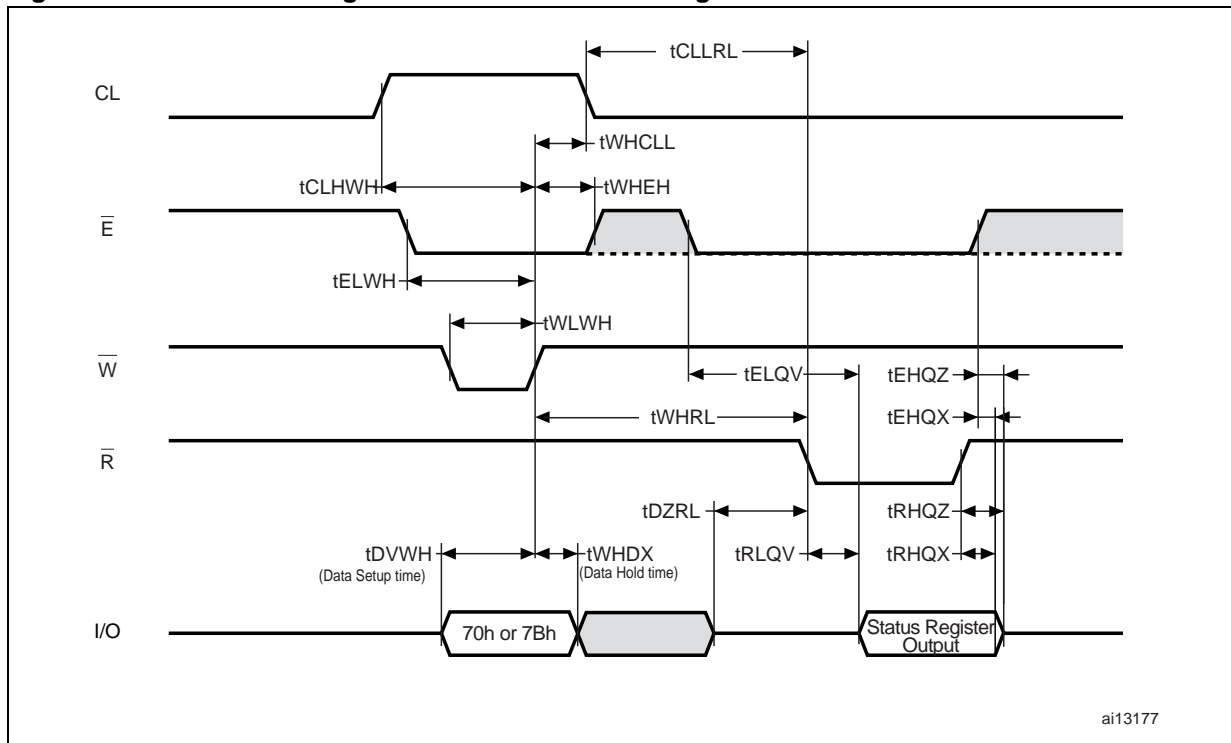 tCLLRL
CL
tWHCLL
tCLHWH
tWHEH
E
tELWH
tWLWH
W
tELQV
tEHQZ
tWHRL
tEHQX
R
tDZRL
tRHQZ
tDVWH
(Data Setup time)
tWHDX
(Data Hold time)
tRLQV
tRHQX
I/O
70h or 7Bh
Status Register
Output
ai13177